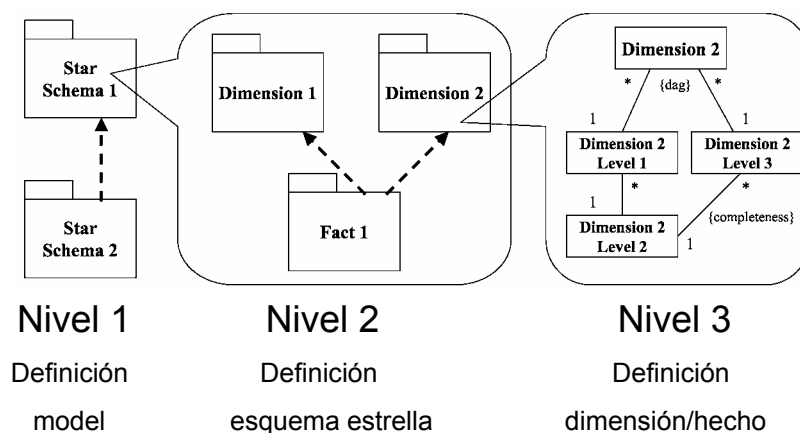 Star
Schema 1
Star
Schema 2
Dimension 1
Dimension 2
Fact 1
Dimension 2
*
{dag}
*
1
1
Dimension 2
Level 1
Dimension 2
Level 3
*
*
1
{completeness}
Dimension 2
Level 2
1
Nivel 1
Nivel 2
Nivel 3
Definición
Definición
Definición
model
esquema estrella
dimensión/hecho